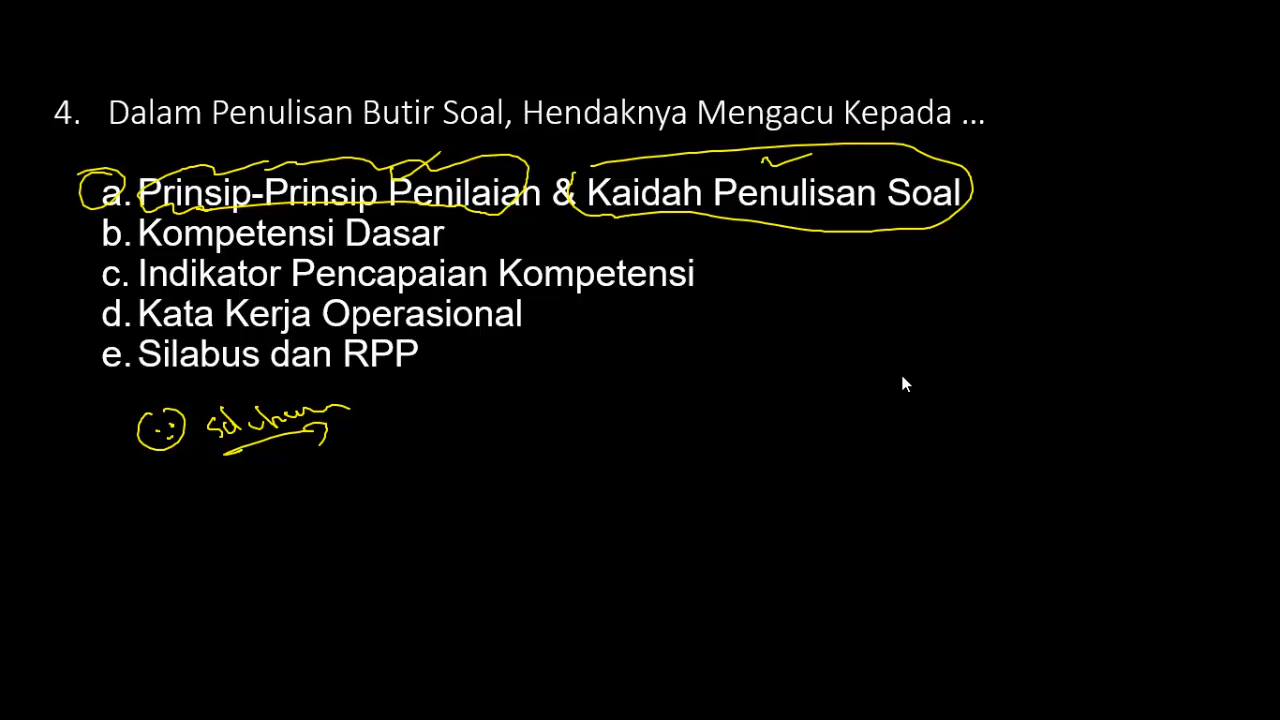 4. Dalam Penulisan Butir Soal, Hendaknya Mengacu Kepada ...
a. Prinsip-Prinsip Penilaian & Kaidah Penulisan Soal
b. Kompetensi Dasar
c. Indikator Pencapaian Kompetensi
d. Kata Kerja Operasional
e. Silabus dan RPP